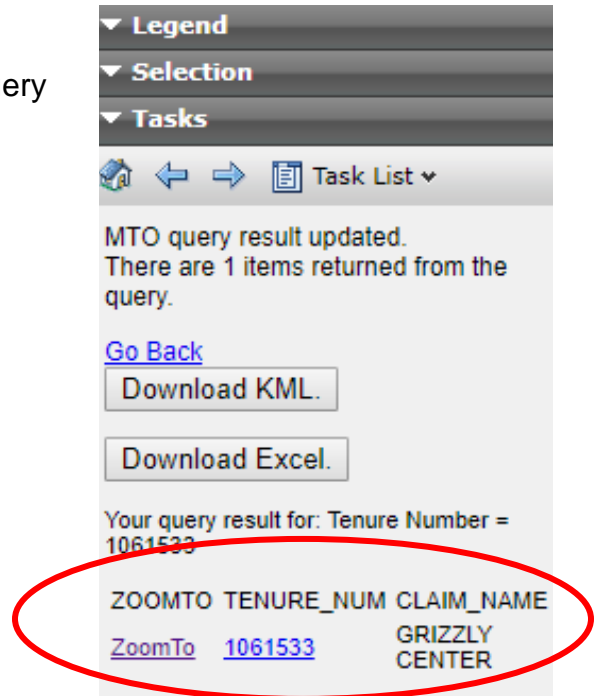 Legend
ery
Selection
Tasks
Task List
MTO query result updated.
There are 1 items returned from the
query.
Go Back
Download KML.
Download Excel.
Your query result for: Tenure Number =
1061533
ZOOMTO TENURE_NUM CLAIM_NAME
ZoomTo 1061533 GRIZZLY
CENTER